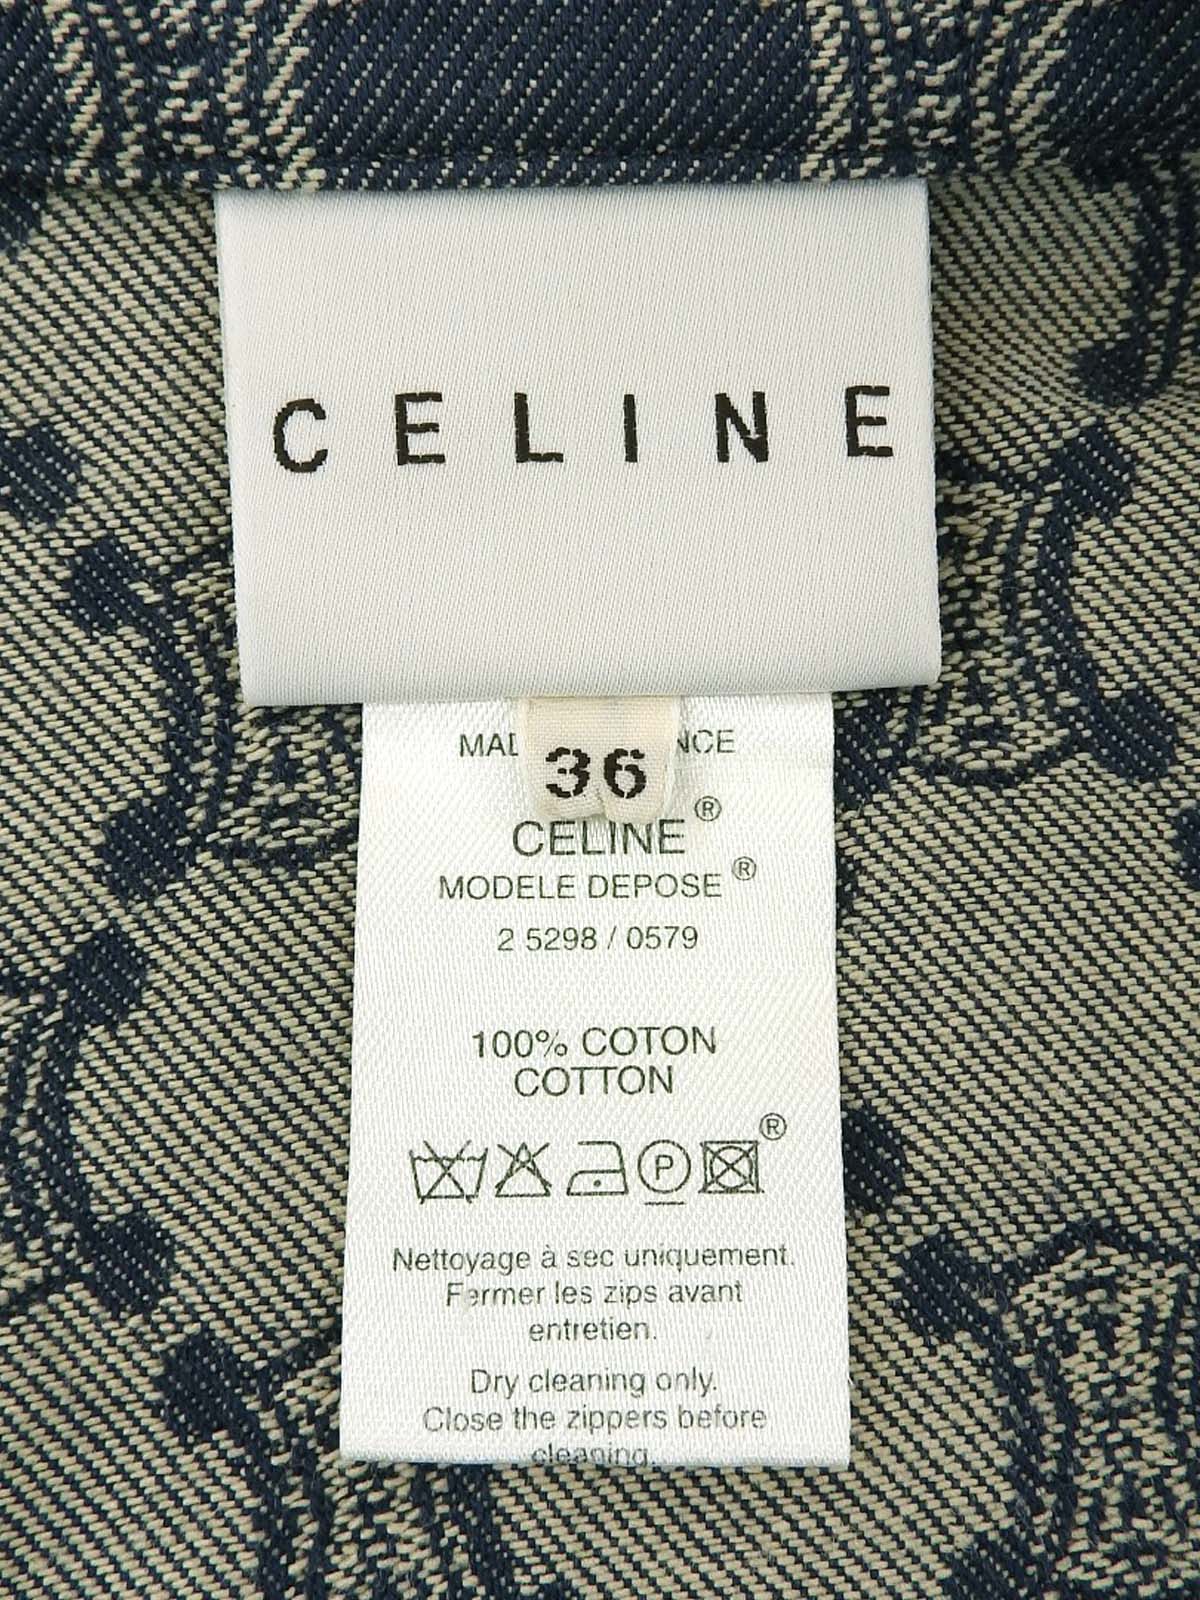 CELINE
36
CELINE ®
MODELE DEPOSE ®
2 5298 / 0579
100% COTON
COTTON
P ®
Nettoyage à sec uniquement.
Fermer les zips avant
entretien.
Dry cleaning only.
Close the zippers before
cleaning.